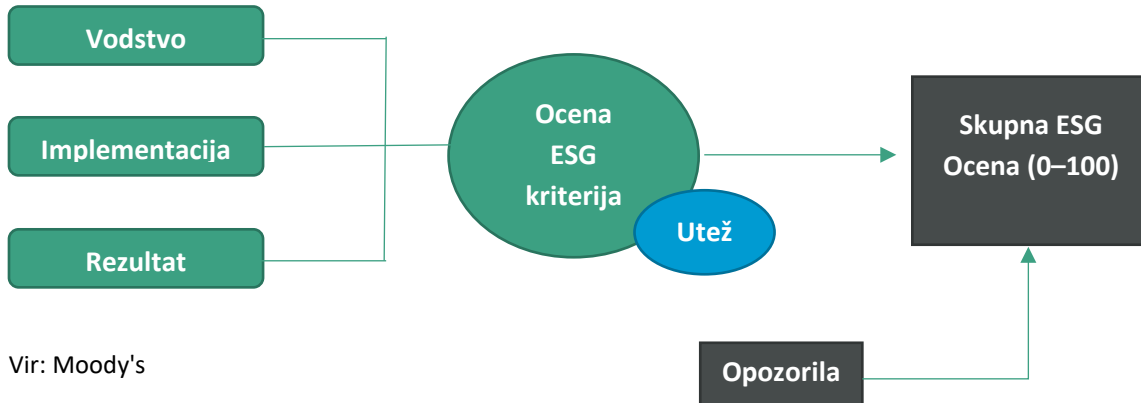 Vodstvo
Implementacija
Rezultat
Ocena
ESG
kriterija
Utež
Skupna ESG
Ocena (0–100)
Opozorila
Vir: Moody's